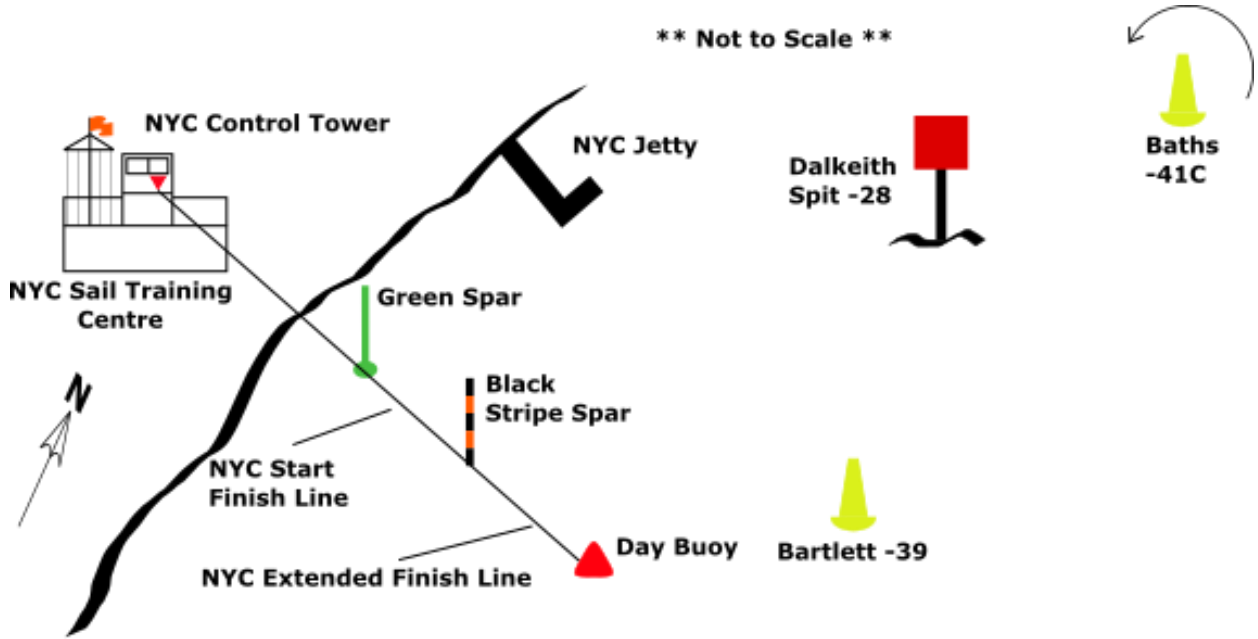 ** Not to Scale **
NYC Control Tower
NYC Jetty
Dalkeith
Spit -28
Baths
-41C
NYC Sail Training
Centre
Green Spar
N
Black
Stripe Spar
NYC Start
Finish Line
Day Buoy
Bartlett -39
NYC Extended Finish Line